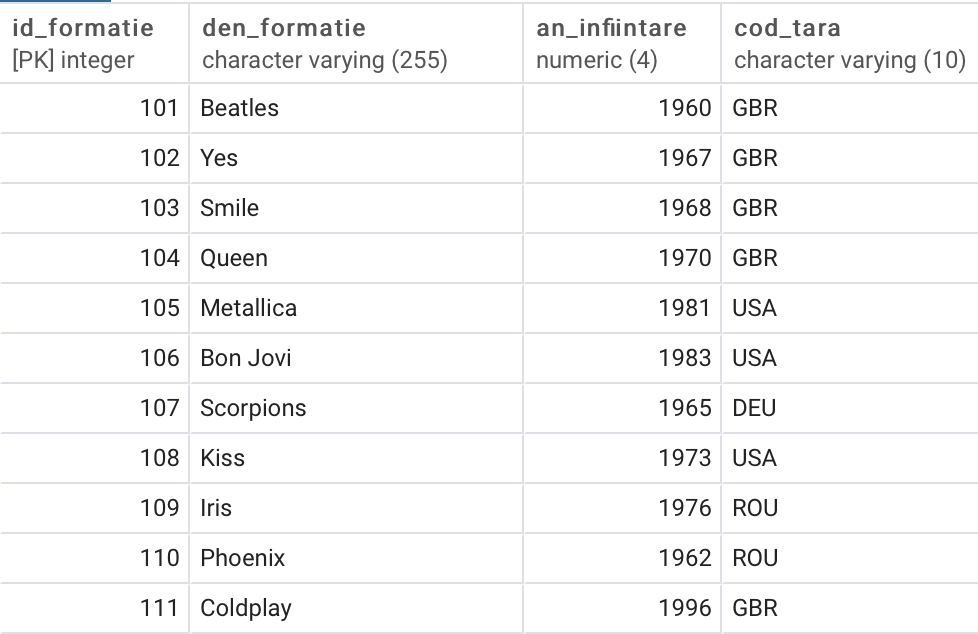 id_formatie den_formatie an_infiintare cod_tara
[PK] integer character varying (255) numeric (4) character varying (10)
101 Beatles 1960 GBR
102 Yes 1967 GBR
103 Smile 1968 GBR
104 Queen 1970 GBR
105 Metallica 1981 USA
106 Bon Jovi 1983 USA
107 Scorpions 1965 DEU
108 Kiss 1973 USA
109 Iris 1976 ROU
110 Phoenix 1962 ROU
111 Coldplay 1996 GBR